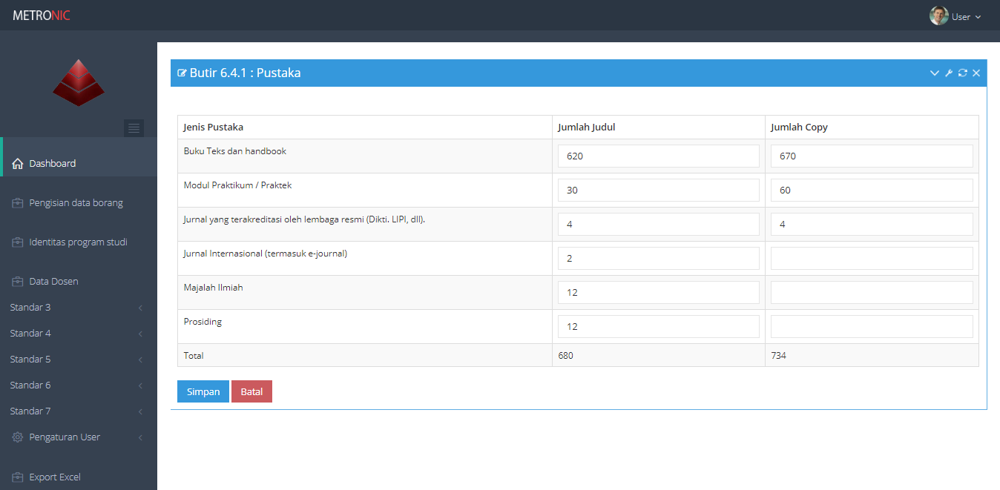 METRONIC
User
Butir 6.4.1 : Pustaka
Dashboard
Pengisian data borang
Identitas program studi
Data Dosen
Standar 3
Standar 4
Standar 5
Standar 6
Standar 7
Pengaturan User
Export Excel
Jenis Pustaka Jumlah Judul Jumlah Copy
Buku Teks dan handbook 620 670
Modul Praktikum / Praktek 30 60
Jurnal yang terakreditasi oleh lembaga resmi (Dikti. LIPI, dll). 4 4
Jurnal Internasional (termasuk e-journal) 2
Majalah Ilmiah 12
Prosiding 12
Total 680 734
Simpan Batal